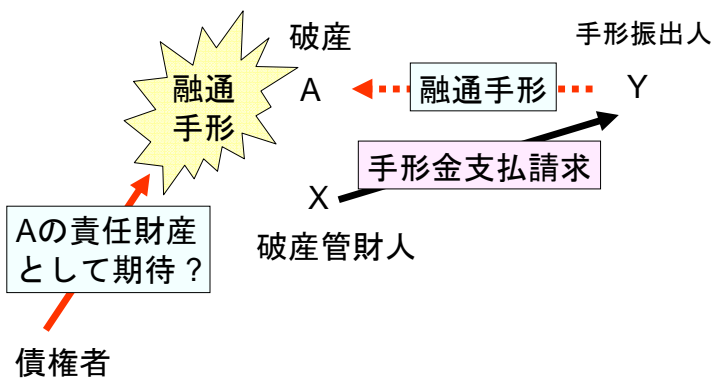 破産
手形振出人
融通
手形
A
融通手形
Y
手形金支払請求
X
破産管財人
Aの責任財産
として期待?
債権者